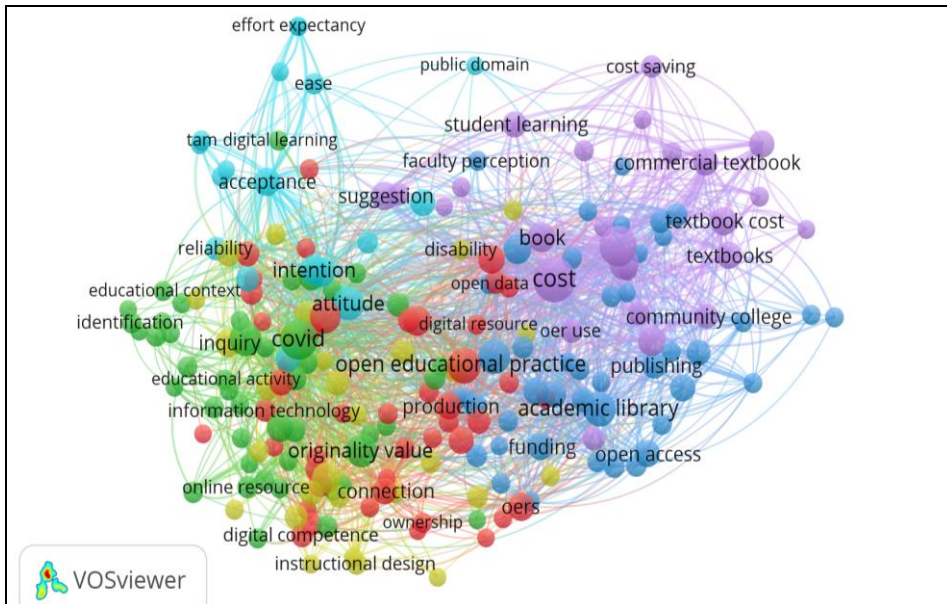 effort expectancy
public domain
cost saving
ease
student learning
tam digital learning
faculty perception
commercial textbook
acceptance
suggestion
textbook cost
book
reliability
disability
textbooks
intention
cost
open data
educational context
attitude
community college
identification
digital resource
oer use
covid
inquiry
open educational practice
publishing
educational activity
production
academic library
information technology
funding
originality value
open access
online resource
connection
oers
ownership
digital competence
instructional design
VOSviewer